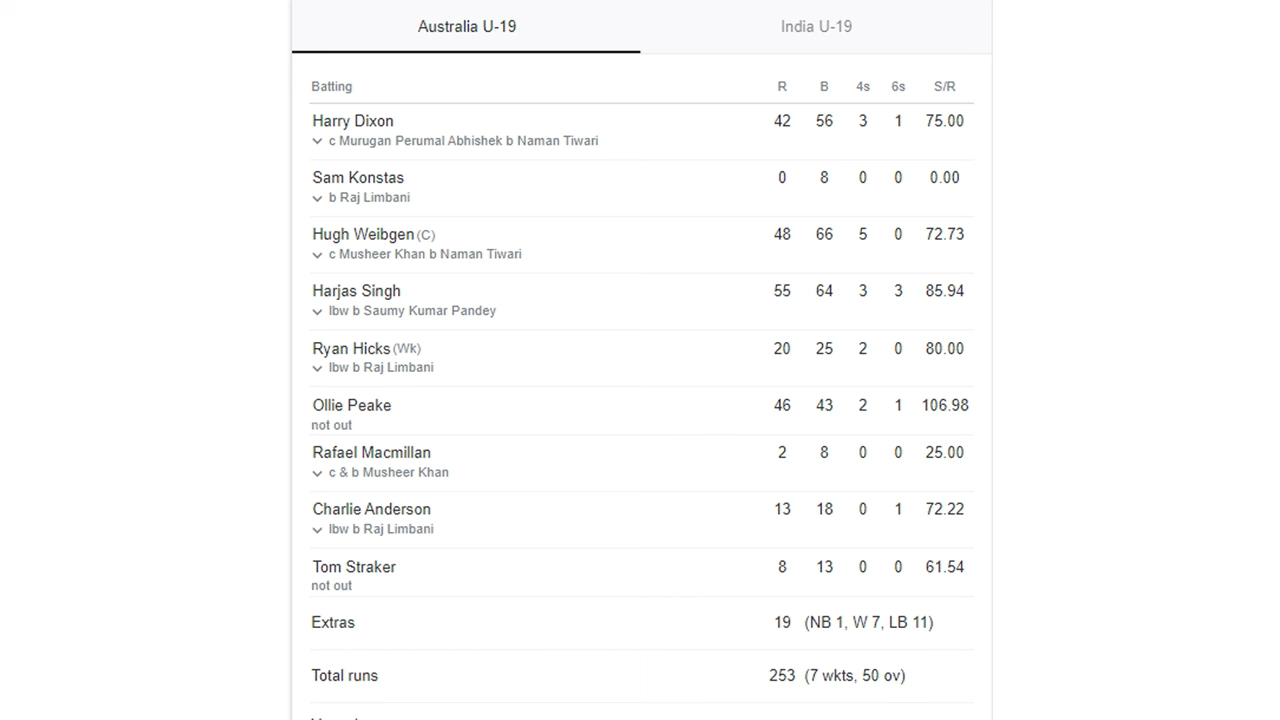 Australia U-19 India U-19
Batting R B 4s 6s S/R
Harry Dixon 42 56 3 1 75.00
c Murugan Perumal Abhishek b Naman Tiwari
Sam Konstas 0 8 0 0 0.00
b Raj Limbani
Hugh Weibgen (C) 48 66 5 0 72.73
c Musheer Khan b Naman Tiwari
Harjas Singh 55 64 3 3 85.94
lbw b Saumy Kumar Pandey
Ryan Hicks (Wk) 20 25 2 0 80.00
lbw b Raj Limbani
Ollie Peake 46 43 2 1 106.98
not out
Rafael Macmillan 2 8 0 0 25.00
c & b Musheer Khan
Charlie Anderson 13 18 0 1 72.22
lbw b Raj Limbani
Tom Straker 8 13 0 0 61.54
not out
Extras 19 (NB 1, W 7, LB 11)
Total runs 253 (7 wkts, 50 ov)